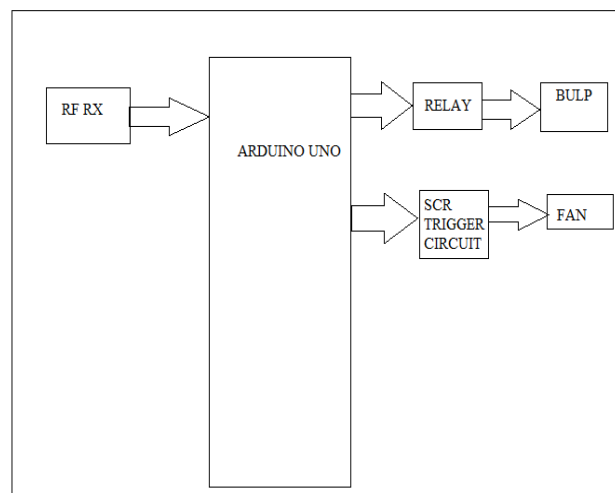 RF RX
ARDUINO UNO
RELAY
BULP
SCR
TRIGGER
CIRCUIT
FAN